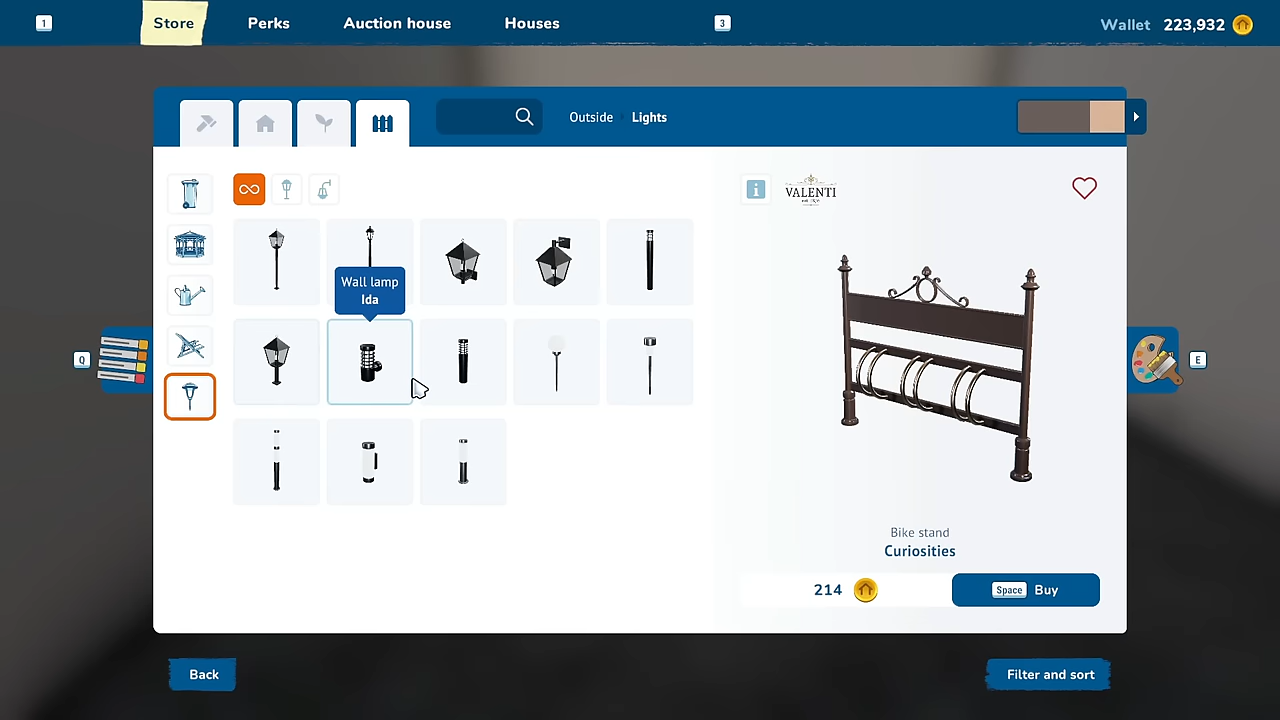 1
Store
Perks
Auction house
Houses
3
Wallet 223,932
Outside Lights
VALENTI
Wall lamp
Ida
Q
E
Bike stand
Curiosities
214
Space Buy
Back
Filter and sort